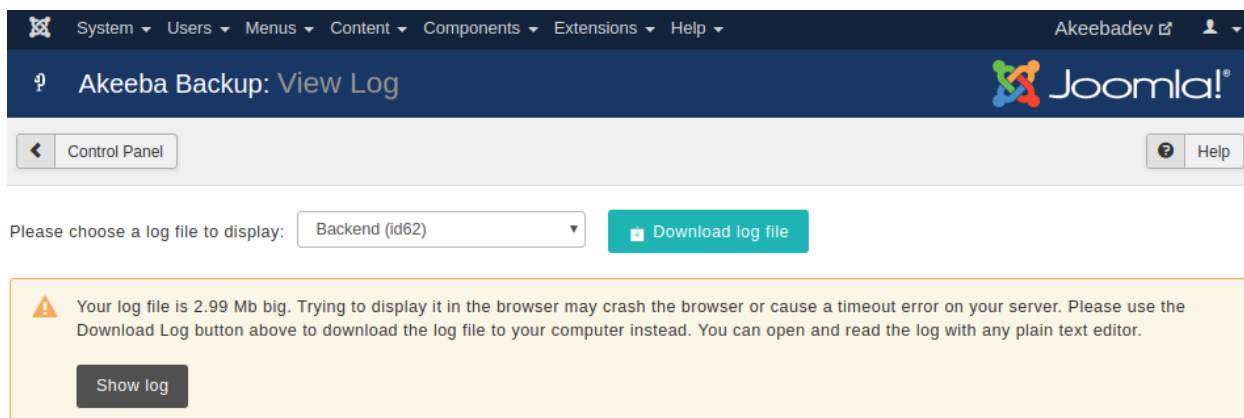 System Users Menus Content Components Extensions Help Akeebadev
Akeeba Backup: View Log Joomla!®
Control Panel Help
Please choose a log file to display: Backend (id62) Download log file
Your log file is 2.99 Mb big. Trying to display it in the browser may crash the browser or cause a timeout error on your server. Please use the
Download Log button above to download the log file to your computer instead. You can open and read the log with any plain text editor.
Show log